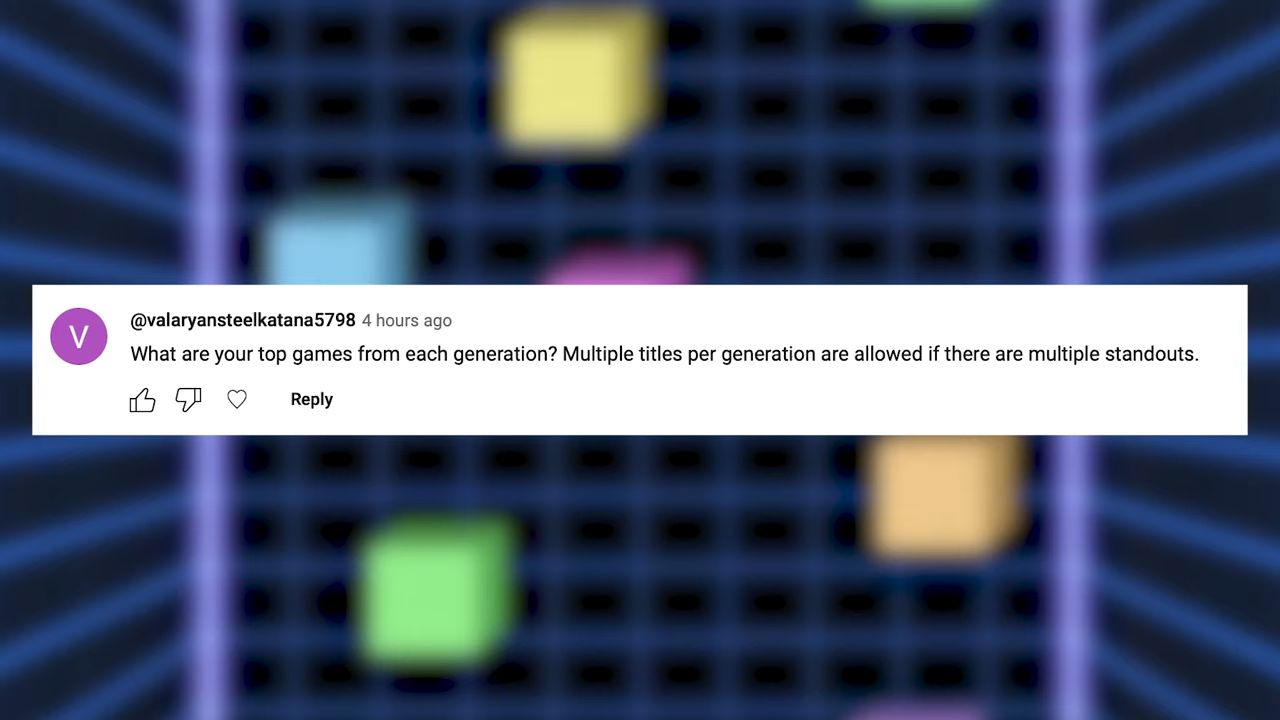 V
@valaryansteelkatana5798 4 hours ago
What are your top games from each generation? Multiple titles per generation are allowed if there are multiple standouts.
Reply